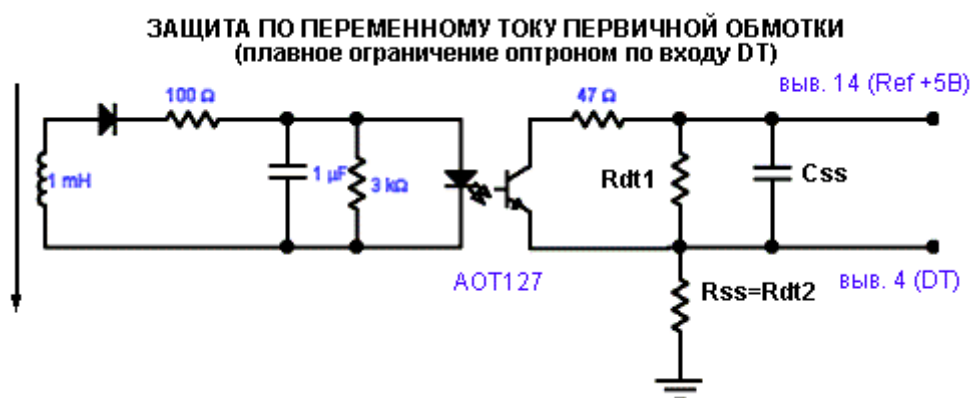 ЗАЩИТА ПО ПЕРЕМЕННОМУ ТОКУ ПЕРВИЧНОЙ ОБМОТКИ
(плавное ограничение оптроном по входу DT)
выв. 14 (Ref +5В)
100 Ω
47 Ω
1 mH
1 µF
3 kΩ
Rdt1
Css
АОТ127
выв. 4 (DT)
Rss=Rdt2